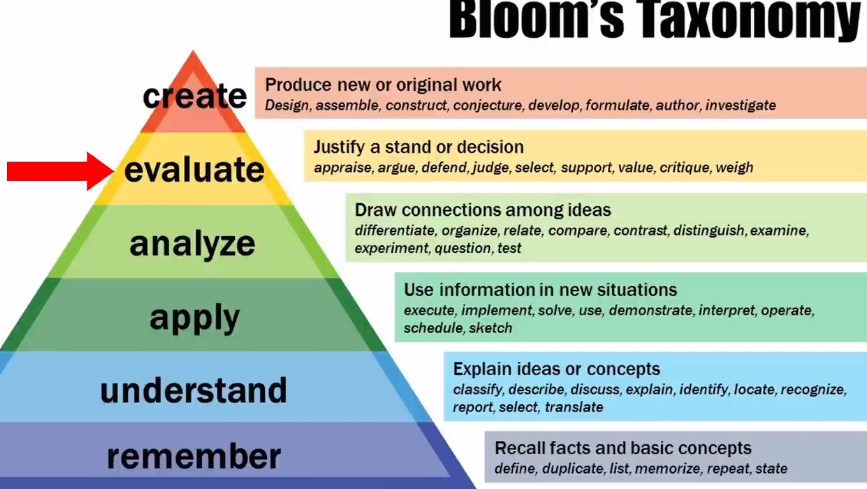 Bloom's Taxonomy
create
Produce new or original work
Design, assemble, construct, conjecture, develop, formulate, author, investigate
evaluate
Justify a stand or decision
appraise, argue, defend, judge, select, support, value, critique, weigh
analyze
Draw connections among ideas
differentiate, organize, relate, compare, contrast, distinguish, examine,
experiment, question, test
apply
Use information in new situations
execute, implement, solve, use, demonstrate, interpret, operate,
schedule, sketch
understand
Explain ideas or concepts
classify, describe, discuss, explain, identify, locate, recognize,
report, select, translate
remember
Recall facts and basic concepts
define, duplicate, list, memorize, repeat, state